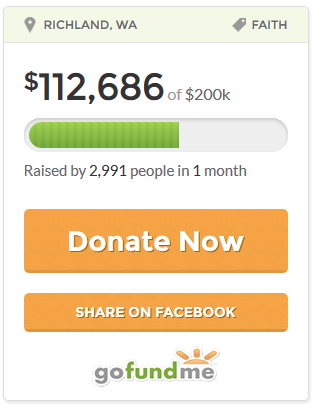 RICHLAND, WA FAITH
$112,686 of $200k
Raised by 2,991 people in 1 month
Donate Now
SHARE ON FACEBOOK
gofundme